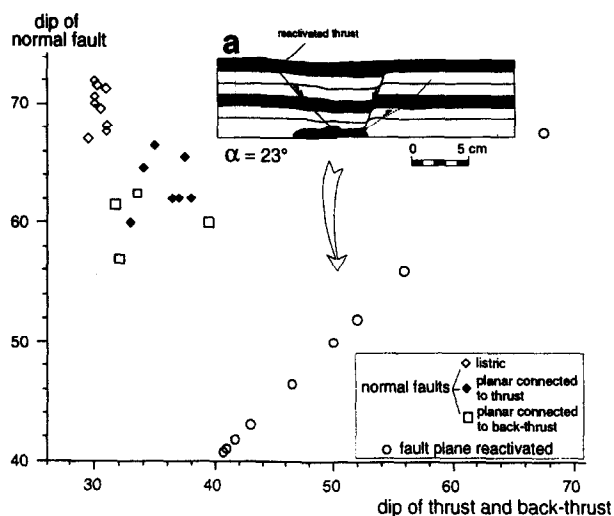 dip of
normal fault
a
reactivated thrust
70
α = 23°
0 5 cm
60
50
listric
normal faults
planar connected
to thrust
planar connected
to back-thrust
fault plane reactivated
40
30 40 50 60 70
dip of thrust and back-thrust